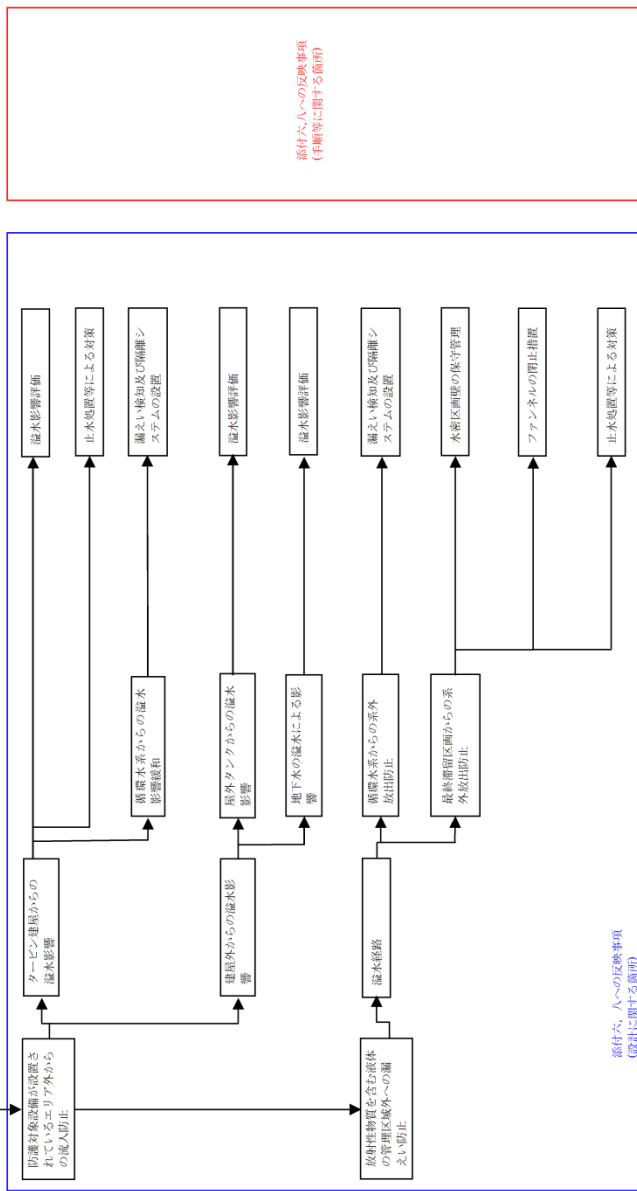 防護対象設備が設置さ
れているエリア外から
の流入防止
タービン建屋からの
溢水影響
溢水影響評価
止水処置等による対策
循環水系からの溢水
影響緩和
漏えい検知及び隔離シ
ステムの設置
建屋外からの溢水影
響
屋外タンクからの溢水
影響
溢水影響評価
地下水の溢水による影
響
溢水影響評価
放射性物質を含む液体
の管理区域外への漏
えい防止
溢水経路
循環水系からの系外
放出防止
漏えい検知及び隔離シ
ステムの設置
最終滞留区画からの系
外放出防止
水密区画壁の保守管理
ファンネルの閉止措置
止水処置等による対策
添付六，八への反映事項
(設計に関する箇所)
添付六,八への反映事項
(手順等に関する箇所)